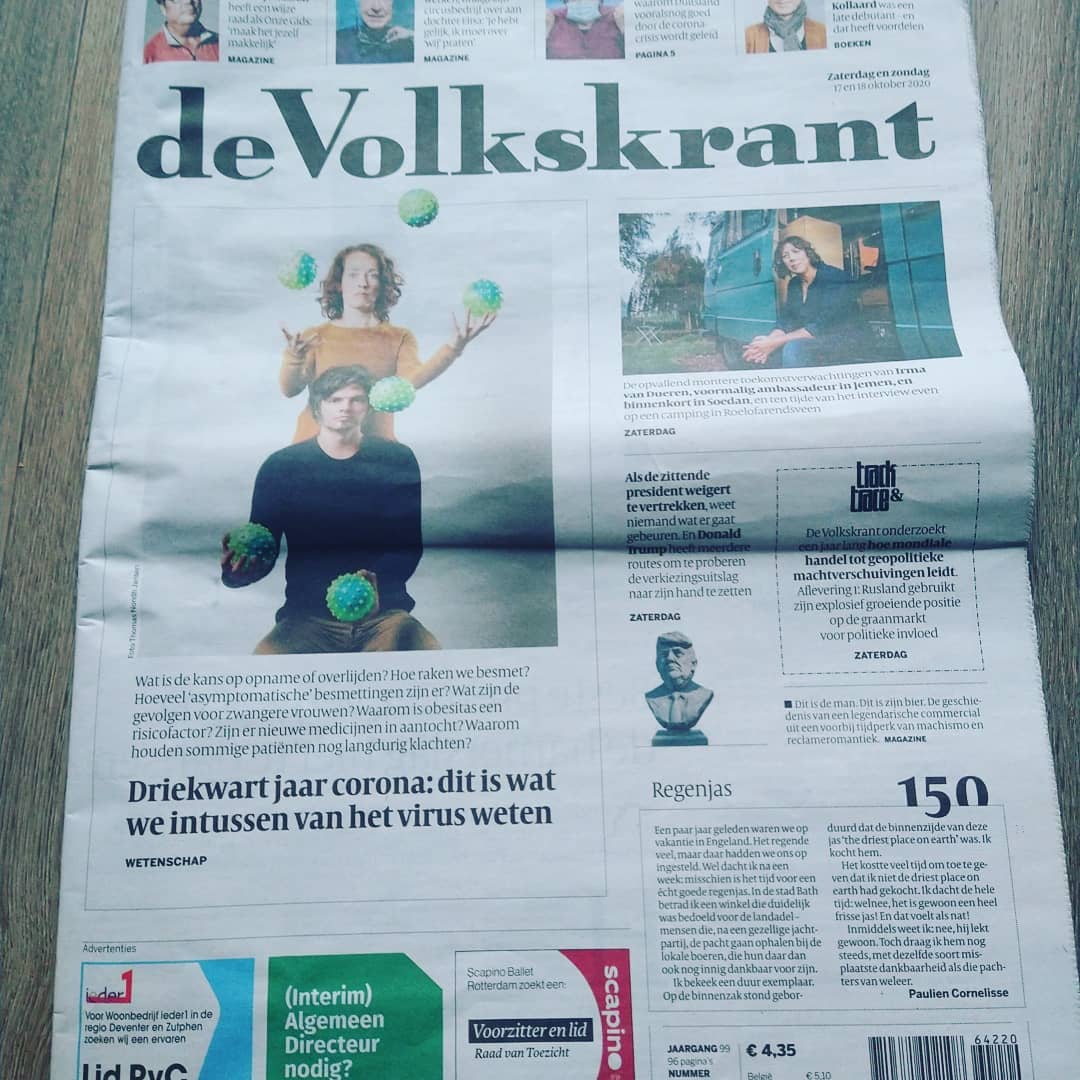 heeft een wijze
raad als Onze Gids:
'maak het jezelf
makkelijk'
MAGAZINE
circusbedrijf over aan
dochter Elisa: 'je hebt
gelijk, ik moet over
wij praten'
MAGAZINE
waarom Duitsland
vooralsnog goed
door de corona-
crisis wordt geleid
PAGINA 5
Kollaard was een
late debutant – en
dat heeft voordelen
BOEKEN
Zaterdag en zondag
17 en 18 oktober 2020
de Volkskrant
De opvallend montere toekomstverwachtingen van Irma
van Dueren, voormalig ambassadeur in Jemen, en
binnenkort in Soedan, en ten tijde van het interview even
op een camping in Roelofarendsveen
ZATERDAG
Als de zittende
president weigert
te vertrekken, weet
niemand wat er gaat
gebeuren. En Donald
Trump heeft meerdere
routes om te proberen
de verkiezingsuitslag
naar zijn hand te zetten
ZATERDAG
track
&
trace
De Volkskrant onderzoekt
een jaar lang hoe mondiale
handel tot geopolitieke
machtverschuivingen leidt.
Aflevering 1: Rusland gebruikt
zijn explosief groeiende positie
op de graanmarkt
voor politieke invloed
ZATERDAG
Dit is de man. Dit is zijn bier. De geschie-
denis van een legendarische commercial
uit een voorbij tijdperk van machismo en
reclameromantiek. MAGAZINE
Foto Thomas Nondh Jansen
Wat is de kans op opname of overlijden? Hoe raken we besmet?
Hoeveel 'asymptomatische' besmettingen zijn er? Wat zijn de
gevolgen voor zwangere vrouwen? Waarom is obesitas een
risicofactor? Zijn er nieuwe medicijnen in aantocht? Waarom
houden sommige patiënten nog langdurig klachten?
Driekwart jaar corona: dit is wat
we intussen van het virus weten
WETENSCHAP
Regenjas
150
Een paar jaar geleden waren we op
vakantie in Engeland. Het regende
veel, maar daar hadden we ons op
ingesteld. Wel dacht ik na een
week: misschien is het tijd voor een
écht goede regenjas. In de stad Bath
betrad ik een winkel die duidelijk
was bedoeld voor de landadel –
mensen die, na een gezellige jacht-
partij, de pacht gaan ophalen bij de
lokale boeren, die hun daar dan
ook nog innig dankbaar voor zijn.
Ik bekeek een duur exemplaar.
Op de binnenzak stond gebor-
duurd dat de binnenzijde van deze
jas 'the driest place on earth' was. Ik
kocht hem.
Het kostte veel tijd om toe te ge-
ven dat ik niet de driest place on
earth had gekocht. Ik dacht de hele
tijd: welnee, het is gewoon een heel
frisse jas! En dat voelt als nat!
Inmiddels weet ik: nee, hij lekt
gewoon. Toch draag ik hem nog
steeds, met dezelfde soort mis-
plaatste dankbaarheid als die pach-
ters van weleer.
Paulien Cornelisse
Advertenties
ieder1
Voor Woonbedrijf ieder1 in de
regio Deventer en Zutphen
zoeken wij een ervaren
Lid RvC
(Interim)
Algemeen
Directeur
nodig?
Scapino Ballet
Rotterdam zoekt een:
Voorzitter en lid
Raad van Toezicht
scapino
JAARGANG 99
96 pagina's
NUMMER
€ 4,35
België € 5,10
64220